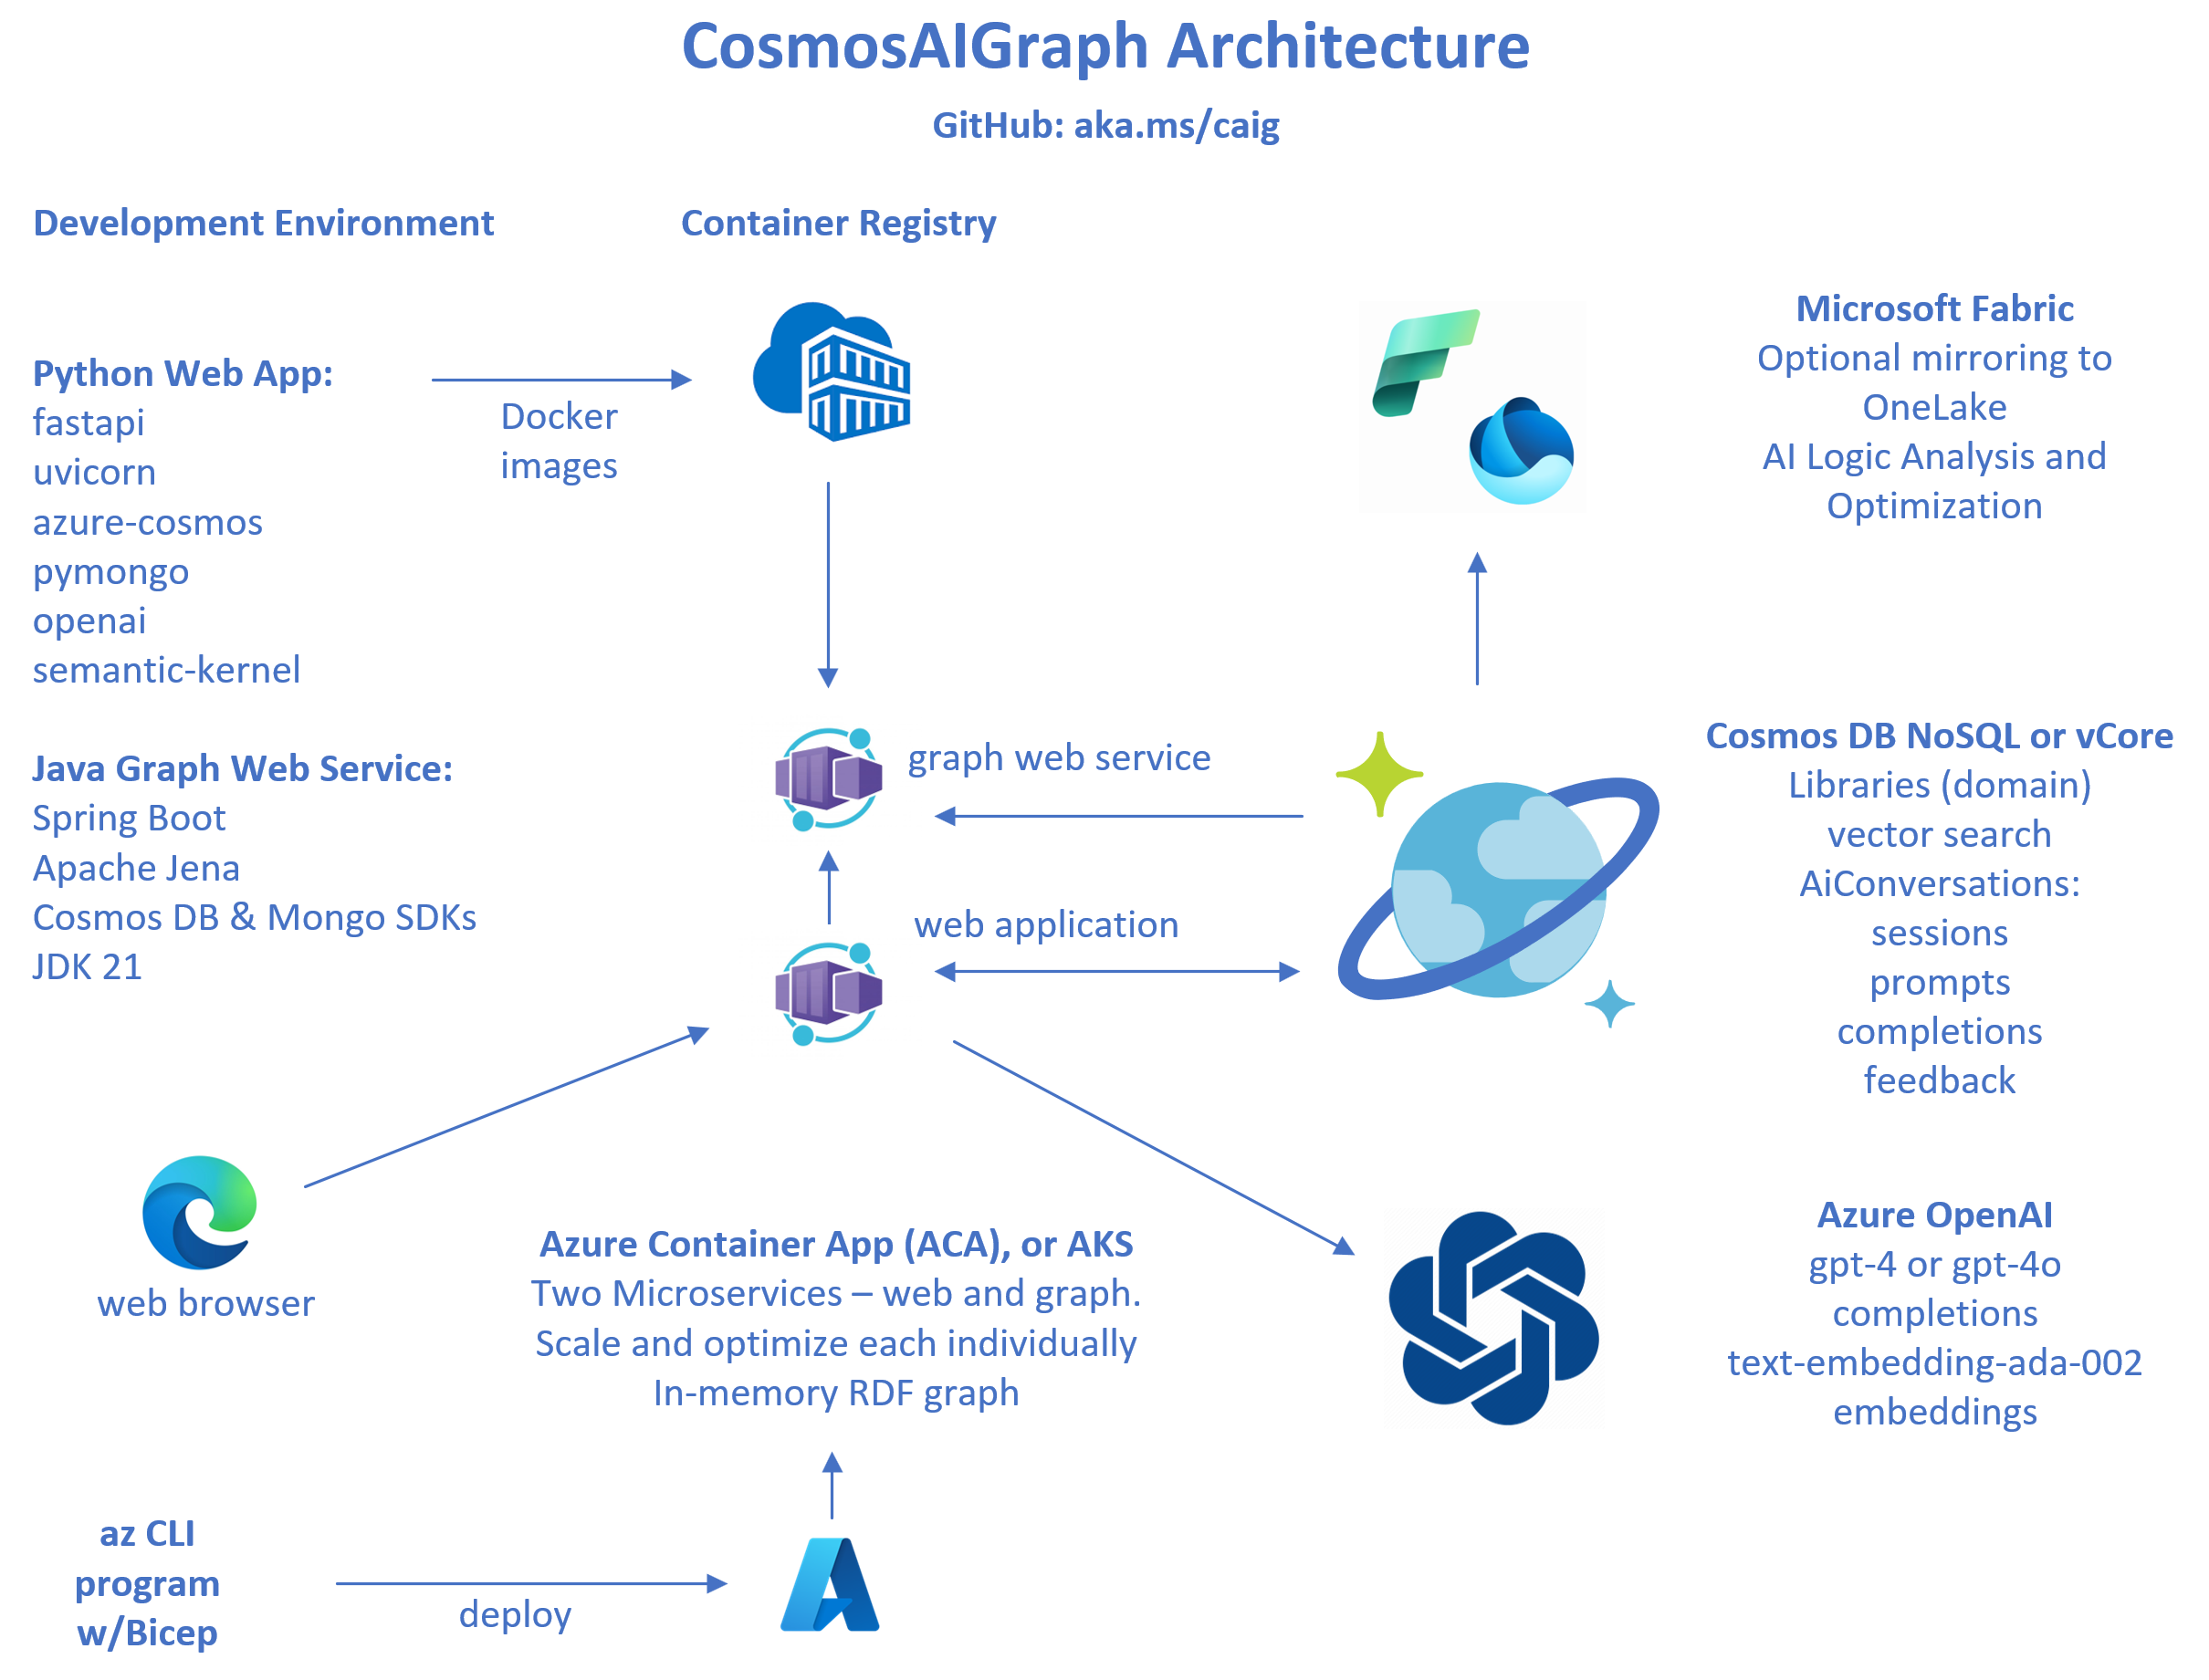 CosmosAIGraph Architecture
GitHub: aka.ms/caig
Development Environment
Container Registry
Python Web App:
fastapi
uvicorn
azure-cosmos
pymongo
openai
semantic-kernel
Java Graph Web Service:
Spring Boot
Apache Jena
Cosmos DB & Mongo SDKs
JDK 21
Docker
images
Microsoft Fabric
Optional mirroring to
OneLake
AI Logic Analysis and
Optimization
graph web service
web application
Cosmos DB NoSQL or vCore
Libraries (domain)
vector search
AiConversations:
sessions
prompts
completions
feedback
web browser
Azure Container App (ACA), or AKS
Two Microservices – web and graph.
Scale and optimize each individually
In-memory RDF graph
Azure OpenAI
gpt-4 or gpt-4o
completions
text-embedding-ada-002
embeddings
az CLI
program
w/Bicep
deploy